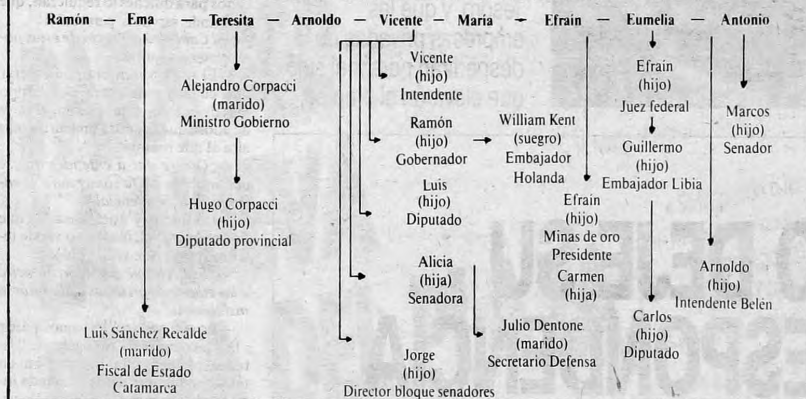 Ramón — Ema — Teresita — Arnoldo — Vicente — Maria — Efraín — Eumelia — Antonio
Alejandro Corpacci
(marido)
Ministro Gobierno
Hugo Corpacci
(hijo)
Diputado provincial
Luis Sánchez Recalde
(marido)
Fiscal de Estado
Catamarca
Vicente
(hijo)
Intendente
Ramón
(hijo)
Gobernador
Luis
(hijo)
Diputado
Alicia
(hija)
Senadora
Jorge
(hijo)
Director bloque senadores
William Kent
(suegro)
Embajador
Holanda
Julio Dentone
(marido)
Secretario Defensa
Efraín
(hijo)
Minas de oro
Presidente
Carmen
(hija)
Efraín
(hijo)
Juez federal
Guillermo
(hijo)
Embajador Libia
Carlos
(hijo)
Diputado
Marcos
(hijo)
Senador
Arnoldo
(hijo)
Intendente Belén